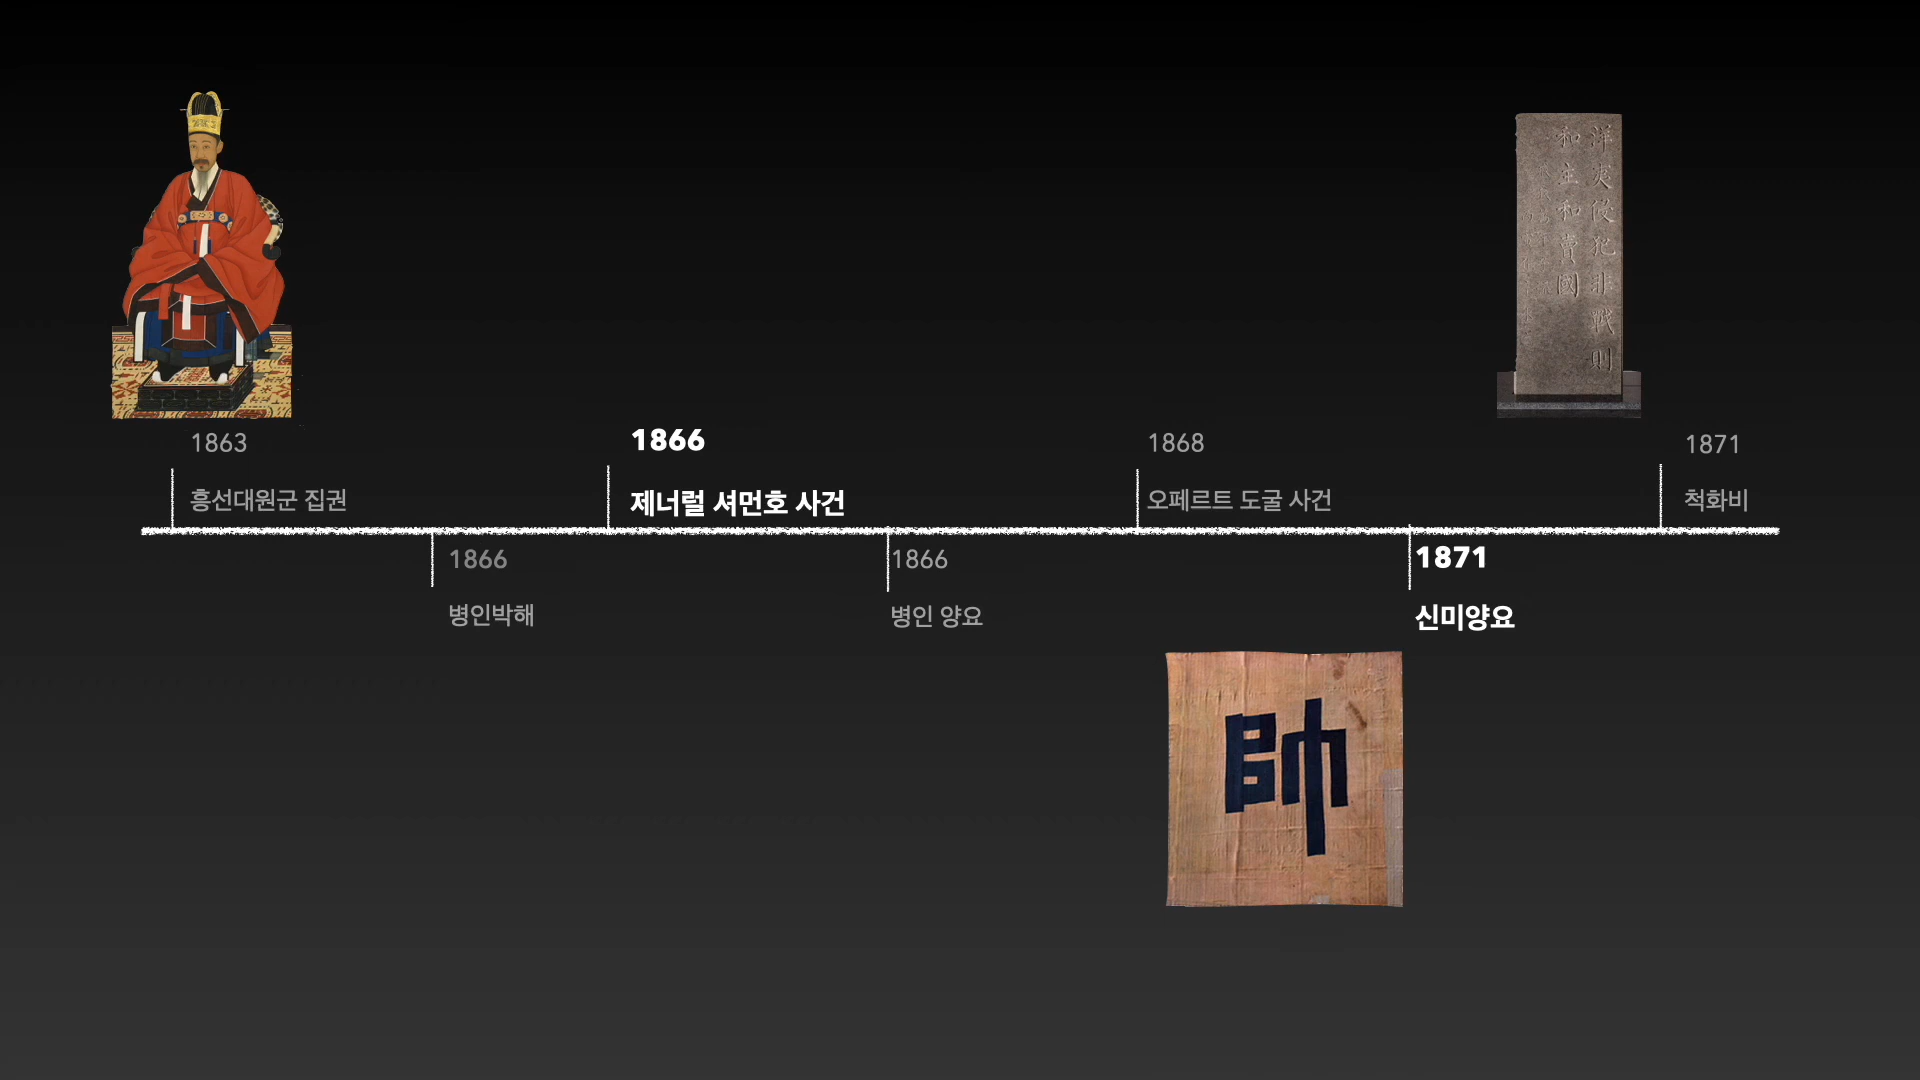 洋夷侵犯非戰則
和主和賣國
1863
흥선대원군 집권
1866
제너럴 셔먼호 사건
1868
오페르트 도굴 사건
1871
척화비
1866
병인박해
1866
병인 양요
1871
신미양요
帥